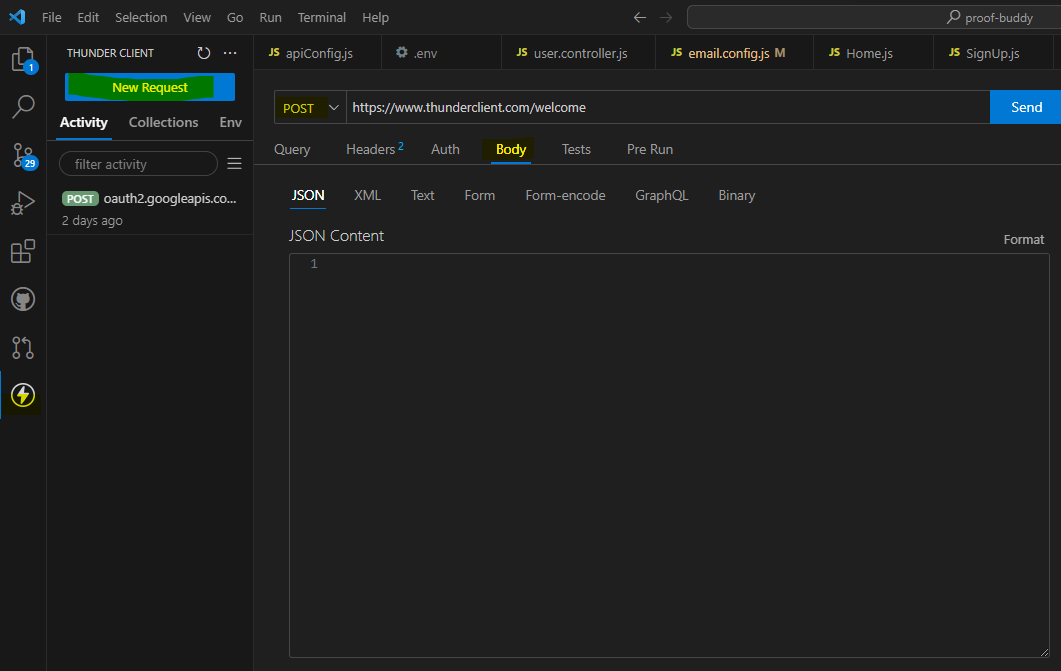 File Edit Selection View Go Run Terminal Help proof-buddy
THUNDER CLIENT
JS apiConfig.js .env JS user.controller.js JS email.config.js M JS Home.js JS SignUp.js
1
New Request
POST https://www.thunderclient.com/welcome Send
Activity Collections Env
Query Headers 2 Auth Body Tests Pre Run
29
filter activity
POST oauth2.googleapis.co...
2 days ago
JSON XML Text Form Form-encode GraphQL Binary
JSON Content
Format
1